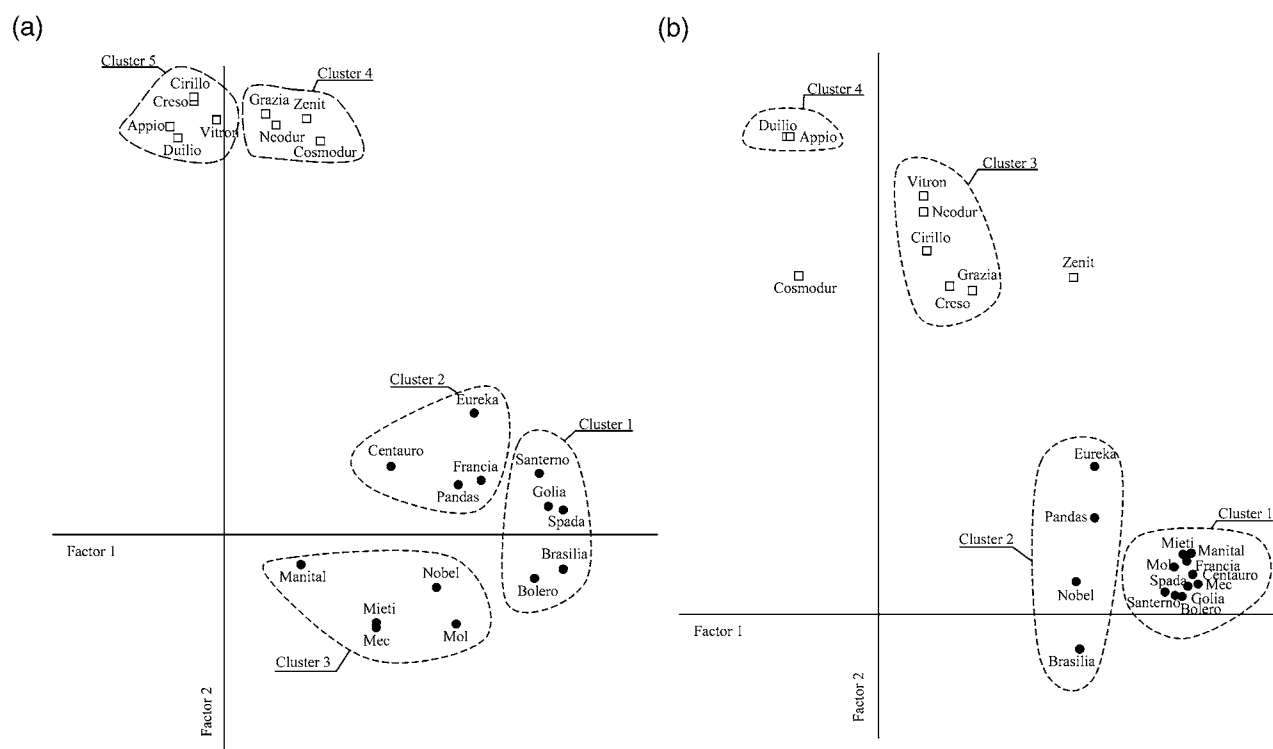 (a)
Cluster 5
Cluster 4
Cirillo
Creso
Grazia
Zenit
Appio
Vitron
Neodur
Duilio
Cosmodur
Cluster 2
Eureka
Cluster 1
Centauro
Francia
Santerno
Pandas
Golia
Spada
Factor 1
Brasilia
Manital
Nobel
Bolero
Mieti
Mec
Mol
Cluster 3
Factor 2
(b)
Cluster 4
Duilio
Appio
Cluster 3
Vitron
Neodur
Cirillo
Zenit
Grazia
Cosmodur
Creso
Eureka
Pandas
Cluster 1
Cluster 2
Mieti
Manital
Mol
Francia
Centauro
Spada
Mec
Nobel
Santerno
Golia
Bolero
Factor 1
Brasilia
Factor 2